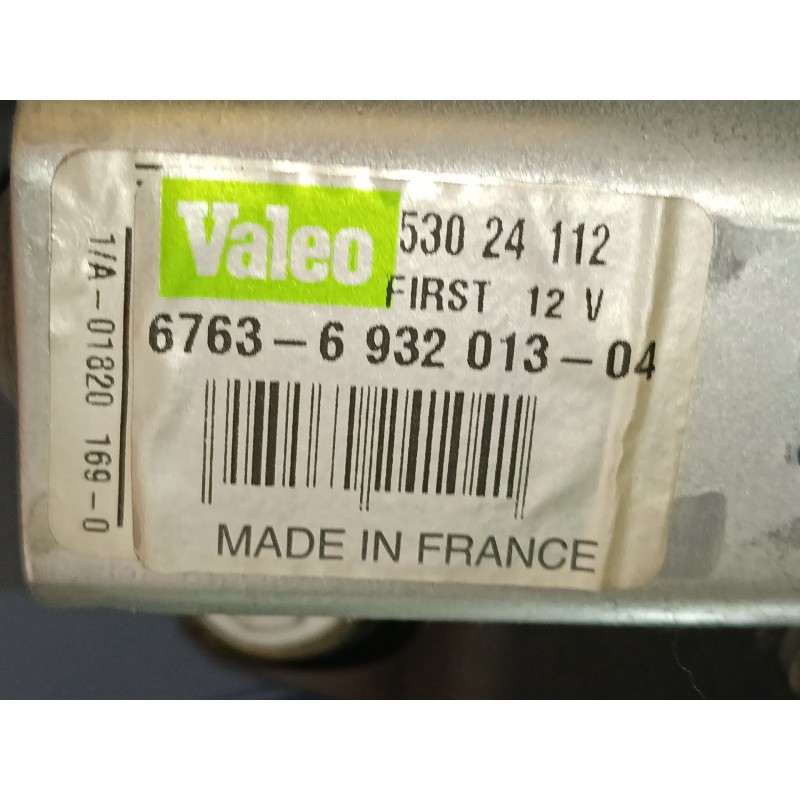 Valeo
530 24 112
FIRST 12 V
6763-6 932 013-04
MADE IN FRANCE
1/A-01820 169-0